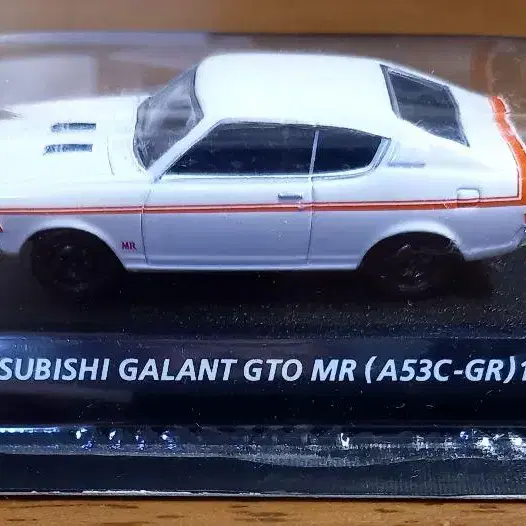 MR
SUBISHI GALANT GTO MR (A53C-GR)1